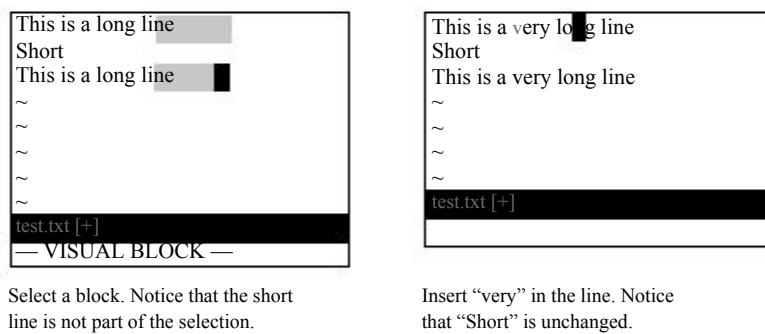 This is a long line
Short
This is a long line
~
~
~
~
~
test.txt [+]
— VISUAL BLOCK —
Select a block. Notice that the short
line is not part of the selection.
This is a very lo g line
Short
This is a very long line
~
~
~
~
test.txt [+]
Insert “very” in the line. Notice
that “Short” is unchanged.